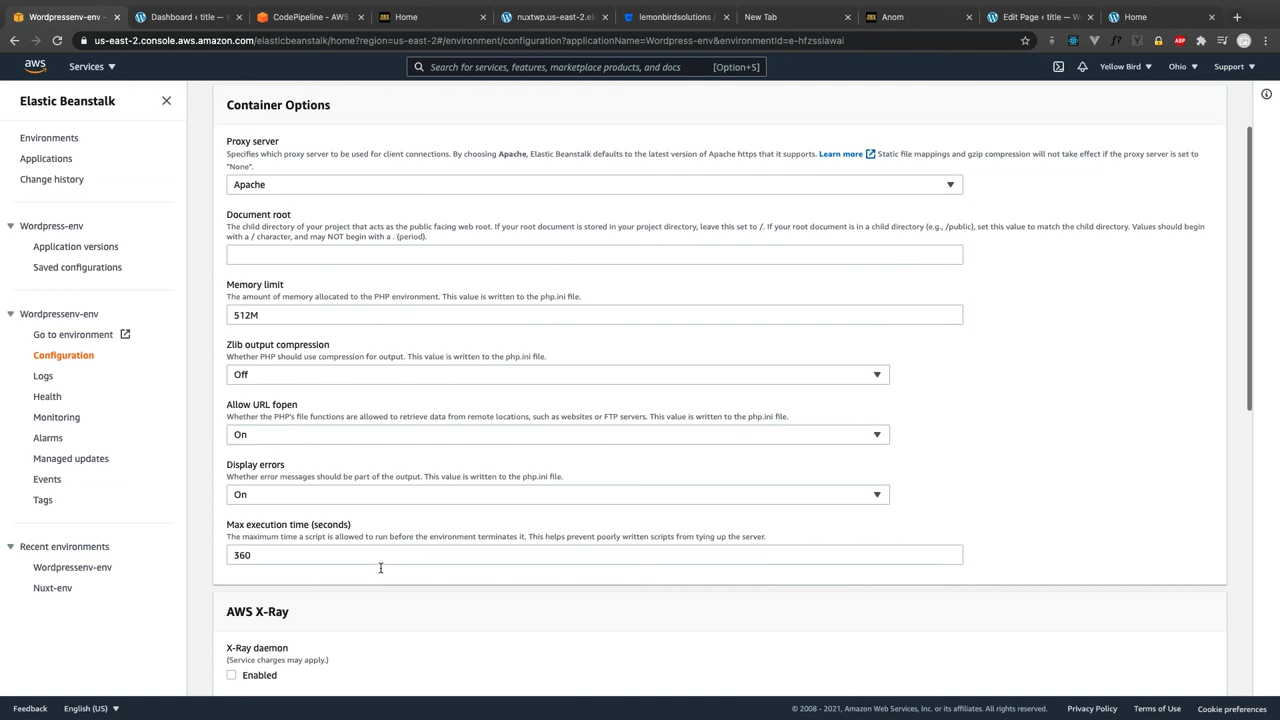 Wordpressenv-env
Dashboard ‹ title — W
CodePipeline - AWS
Home
nuxtwp.us-east-2.el
lemonbirdsolutions /
New Tab
Anom
Edit Page ‹ title — W
Home
us-east-2.console.aws.amazon.com/elasticbeanstalk/home?region=us-east-2#/environment/configuration?applicationName=Wordpress-env&environmentId=e-hfzssiawai
aws
Services
Search for services, features, marketplace products, and docs
[Option+S]
Yellow Bird
Ohio
Support
Elastic Beanstalk
Environments
Applications
Change history
Wordpress-env
Application versions
Saved configurations
Wordpressenv-env
Go to environment
Configuration
Logs
Health
Monitoring
Alarms
Managed updates
Events
Tags
Recent environments
Wordpressenv-env
Nuxt-env
Container Options
Proxy server
Specifies which proxy server to be used for client connections. By choosing Apache, Elastic Beanstalk defaults to the latest version of Apache https that it supports. Learn more Static file mappings and gzip compression will not take effect if the proxy server is set to
"None".
Apache
Document root
The child directory of your project that acts as the public facing web root. If your root document is stored in your project directory, leave this set to /. If your root document is in a child directory (e.g., /public), set this value to match the child directory. Values should begin
with a / character, and may NOT begin with a . (period).
Memory limit
The amount of memory allocated to the PHP environment. This value is written to the php.ini file.
512M
Zlib output compression
Whether PHP should use compression for output. This value is written to the php.ini file.
Off
Allow URL fopen
Whether the PHP's file functions are allowed to retrieve data from remote locations, such as websites or FTP servers. This value is written to the php.ini file.
On
Display errors
Whether error messages should be part of the output. This value is written to the php.ini file.
On
Max execution time (seconds)
The maximum time a script is allowed to run before the environment terminates it. This helps prevent poorly written scripts from tying up the server.
360
AWS X-Ray
X-Ray daemon
(Service charges may apply.)
Enabled
Feedback
English (US)
© 2008 - 2021, Amazon Web Services, Inc. or its affiliates. All rights reserved.
Privacy Policy
Terms of Use
Cookie preferences